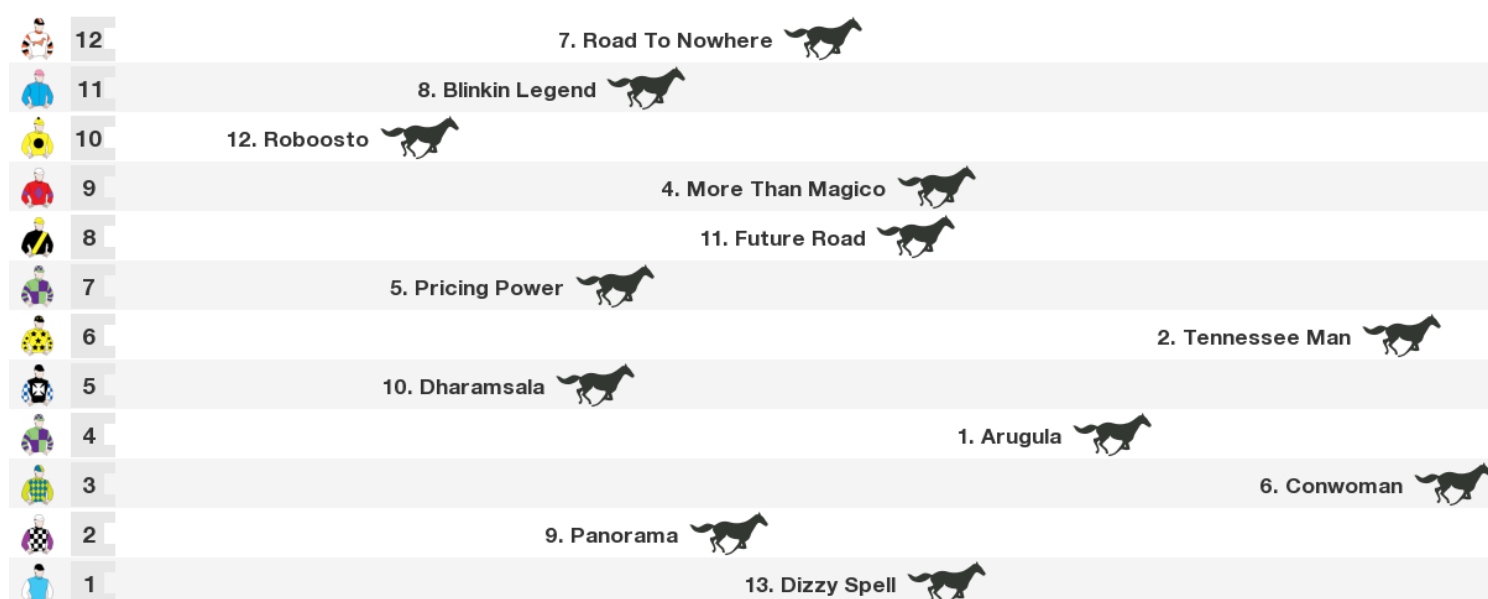 12 7. Road To Nowhere
11 8. Blinkin Legend
10 12. Roboosto
9 4. More Than Magico
8 11. Future Road
7 5. Pricing Power
6 2. Tennessee Man
5 10. Dharamsala
4 1. Arugula
3 6. Conwoman
2 9. Panorama
1 13. Dizzy Spell